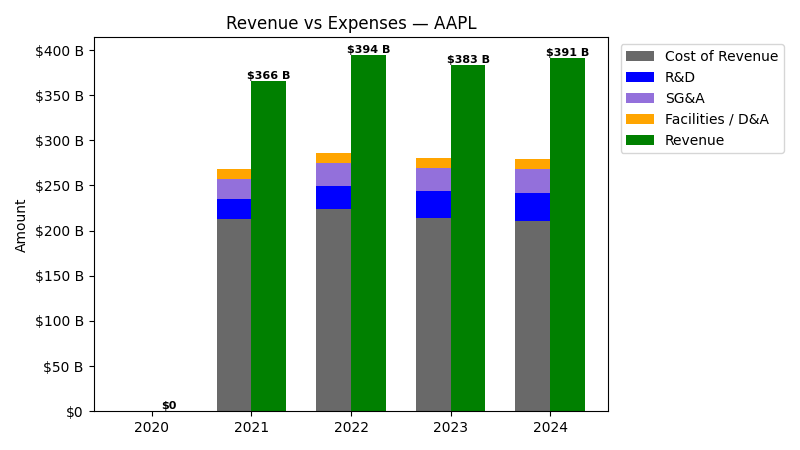 Revenue vs Expenses — AAPL
$400 B
$350 B
$300 B
$250 B
$200 B
$150 B
$100 B
$50 B
$0
Amount
$0
$366 B
$394 B
$383 B
$391 B
2020
2021
2022
2023
2024
Cost of Revenue
R&D
SG&A
Facilities / D&A
Revenue